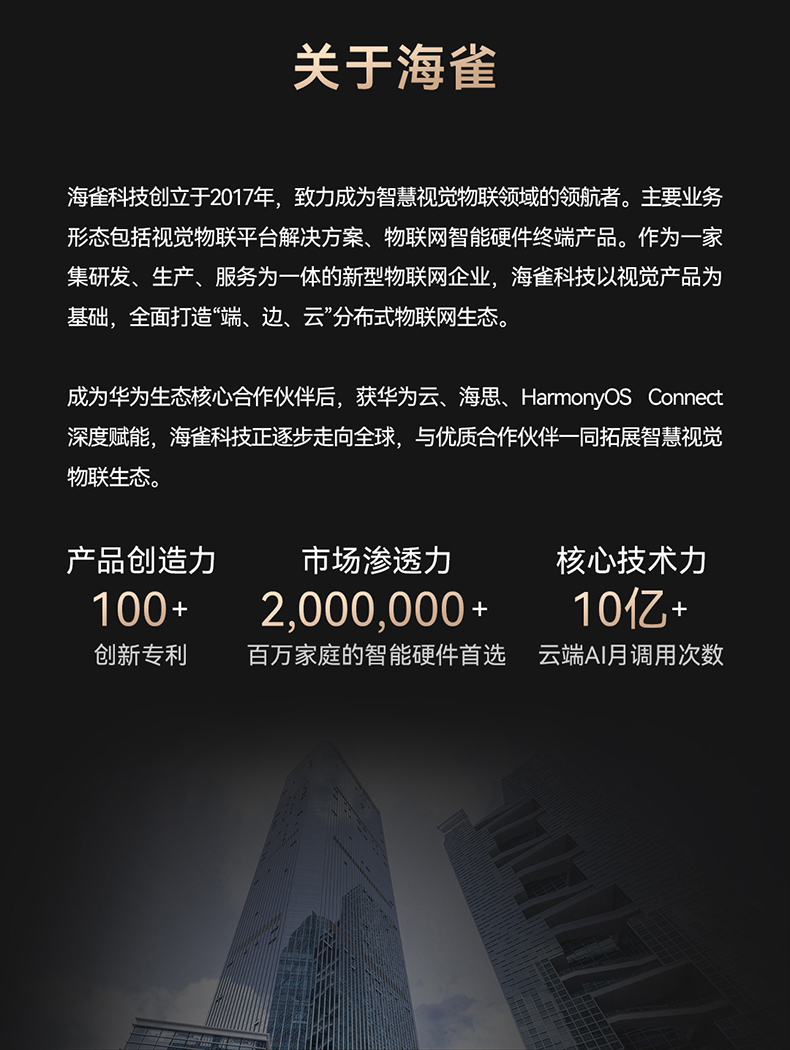 关于海雀
海雀科技创立于2017年，致力成为智慧视觉物联领域的领航者。主要业务
形态包括视觉物联平台解决方案、物联网智能硬件终端产品。作为一家
集研发、生产、服务为一体的新型物联网企业，海雀科技以视觉产品为
基础，全面打造“端、边、云”分布式物联网生态。
成为华为生态核心合作伙伴后，获华为云、海思、HarmonyOS Connect
深度赋能，海雀科技正逐步走向全球，与优质合作伙伴一同拓展智慧视觉
物联生态。
产品创造力 市场渗透力 核心技术力
100+ 2,000,000+ 10亿+
创新专利 百万家庭的智能硬件首选 云端AI月调用次数